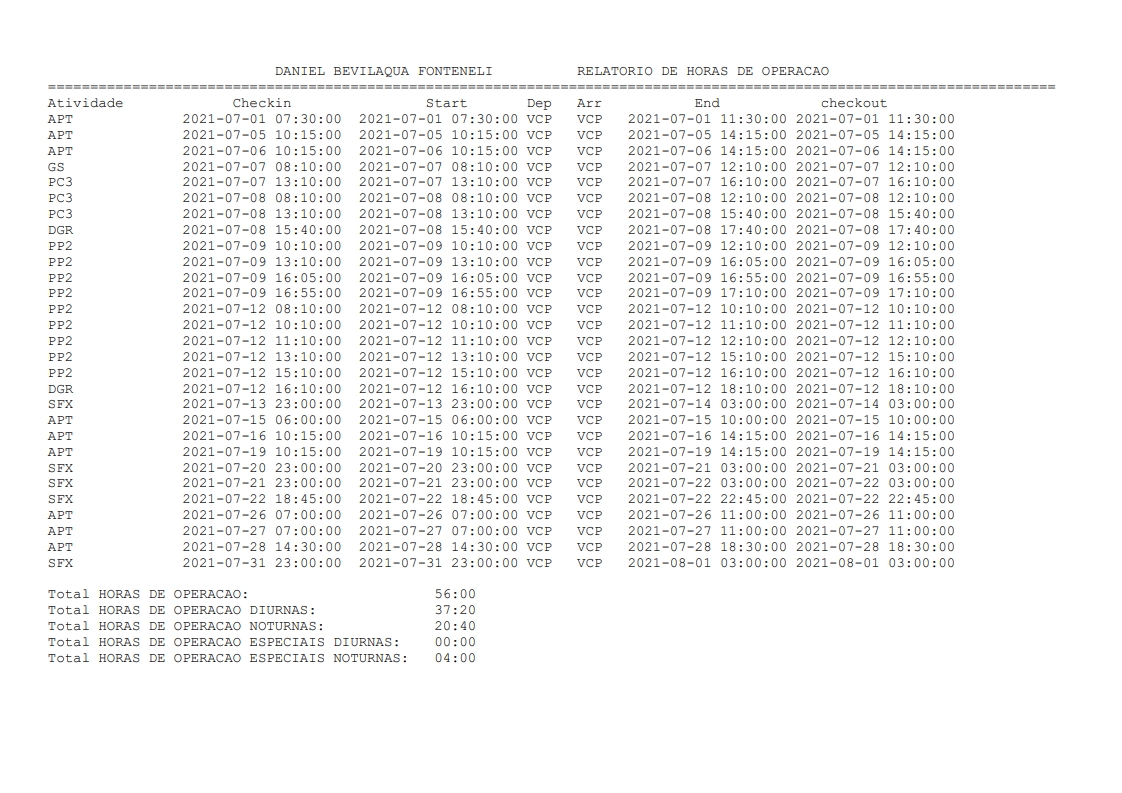 DANIEL BEVILAQUA FONTENELI          RELATORIO DE HORAS DE OPERACAO
========================================================================================================================
Atividade             Checkin                Start       Dep   Arr           End            checkout
APT             2021-07-01 07:30:00  2021-07-01 07:30:00 VCP   VCP   2021-07-01 11:30:00 2021-07-01 11:30:00
APT             2021-07-05 10:15:00  2021-07-05 10:15:00 VCP   VCP   2021-07-05 14:15:00 2021-07-05 14:15:00
APT             2021-07-06 10:15:00  2021-07-06 10:15:00 VCP   VCP   2021-07-06 14:15:00 2021-07-06 14:15:00
GS              2021-07-07 08:10:00  2021-07-07 08:10:00 VCP   VCP   2021-07-07 12:10:00 2021-07-07 12:10:00
PC3             2021-07-07 13:10:00  2021-07-07 13:10:00 VCP   VCP   2021-07-07 16:10:00 2021-07-07 16:10:00
PC3             2021-07-08 08:10:00  2021-07-08 08:10:00 VCP   VCP   2021-07-08 12:10:00 2021-07-08 12:10:00
PC3             2021-07-08 13:10:00  2021-07-08 13:10:00 VCP   VCP   2021-07-08 15:40:00 2021-07-08 15:40:00
DGR             2021-07-08 15:40:00  2021-07-08 15:40:00 VCP   VCP   2021-07-08 17:40:00 2021-07-08 17:40:00
PP2             2021-07-09 10:10:00  2021-07-09 10:10:00 VCP   VCP   2021-07-09 12:10:00 2021-07-09 12:10:00
PP2             2021-07-09 13:10:00  2021-07-09 13:10:00 VCP   VCP   2021-07-09 16:05:00 2021-07-09 16:05:00
PP2             2021-07-09 16:05:00  2021-07-09 16:05:00 VCP   VCP   2021-07-09 16:55:00 2021-07-09 16:55:00
PP2             2021-07-09 16:55:00  2021-07-09 16:55:00 VCP   VCP   2021-07-09 17:10:00 2021-07-09 17:10:00
PP2             2021-07-12 08:10:00  2021-07-12 08:10:00 VCP   VCP   2021-07-12 10:10:00 2021-07-12 10:10:00
PP2             2021-07-12 10:10:00  2021-07-12 10:10:00 VCP   VCP   2021-07-12 11:10:00 2021-07-12 11:10:00
PP2             2021-07-12 11:10:00  2021-07-12 11:10:00 VCP   VCP   2021-07-12 12:10:00 2021-07-12 12:10:00
PP2             2021-07-12 13:10:00  2021-07-12 13:10:00 VCP   VCP   2021-07-12 15:10:00 2021-07-12 15:10:00
PP2             2021-07-12 15:10:00  2021-07-12 15:10:00 VCP   VCP   2021-07-12 16:10:00 2021-07-12 16:10:00
DGR             2021-07-12 16:10:00  2021-07-12 16:10:00 VCP   VCP   2021-07-12 18:10:00 2021-07-12 18:10:00
SFX             2021-07-13 23:00:00  2021-07-13 23:00:00 VCP   VCP   2021-07-14 03:00:00 2021-07-14 03:00:00
APT             2021-07-15 06:00:00  2021-07-15 06:00:00 VCP   VCP   2021-07-15 10:00:00 2021-07-15 10:00:00
APT             2021-07-16 10:15:00  2021-07-16 10:15:00 VCP   VCP   2021-07-16 14:15:00 2021-07-16 14:15:00
APT             2021-07-19 10:15:00  2021-07-19 10:15:00 VCP   VCP   2021-07-19 14:15:00 2021-07-19 14:15:00
SFX             2021-07-20 23:00:00  2021-07-20 23:00:00 VCP   VCP   2021-07-21 03:00:00 2021-07-21 03:00:00
SFX             2021-07-21 23:00:00  2021-07-21 23:00:00 VCP   VCP   2021-07-22 03:00:00 2021-07-22 03:00:00
SFX             2021-07-22 18:45:00  2021-07-22 18:45:00 VCP   VCP   2021-07-22 22:45:00 2021-07-22 22:45:00
APT             2021-07-26 07:00:00  2021-07-26 07:00:00 VCP   VCP   2021-07-26 11:00:00 2021-07-26 11:00:00
APT             2021-07-27 07:00:00  2021-07-27 07:00:00 VCP   VCP   2021-07-27 11:00:00 2021-07-27 11:00:00
APT             2021-07-28 14:30:00  2021-07-28 14:30:00 VCP   VCP   2021-07-28 18:30:00 2021-07-28 18:30:00
SFX             2021-07-31 23:00:00  2021-07-31 23:00:00 VCP   VCP   2021-08-01 03:00:00 2021-08-01 03:00:00
Total HORAS DE OPERACAO:                      56:00
Total HORAS DE OPERACAO DIURNAS:              37:20
Total HORAS DE OPERACAO NOTURNAS:             20:40
Total HORAS DE OPERACAO ESPECIAIS DIURNAS:    00:00
Total HORAS DE OPERACAO ESPECIAIS NOTURNAS:   04:00